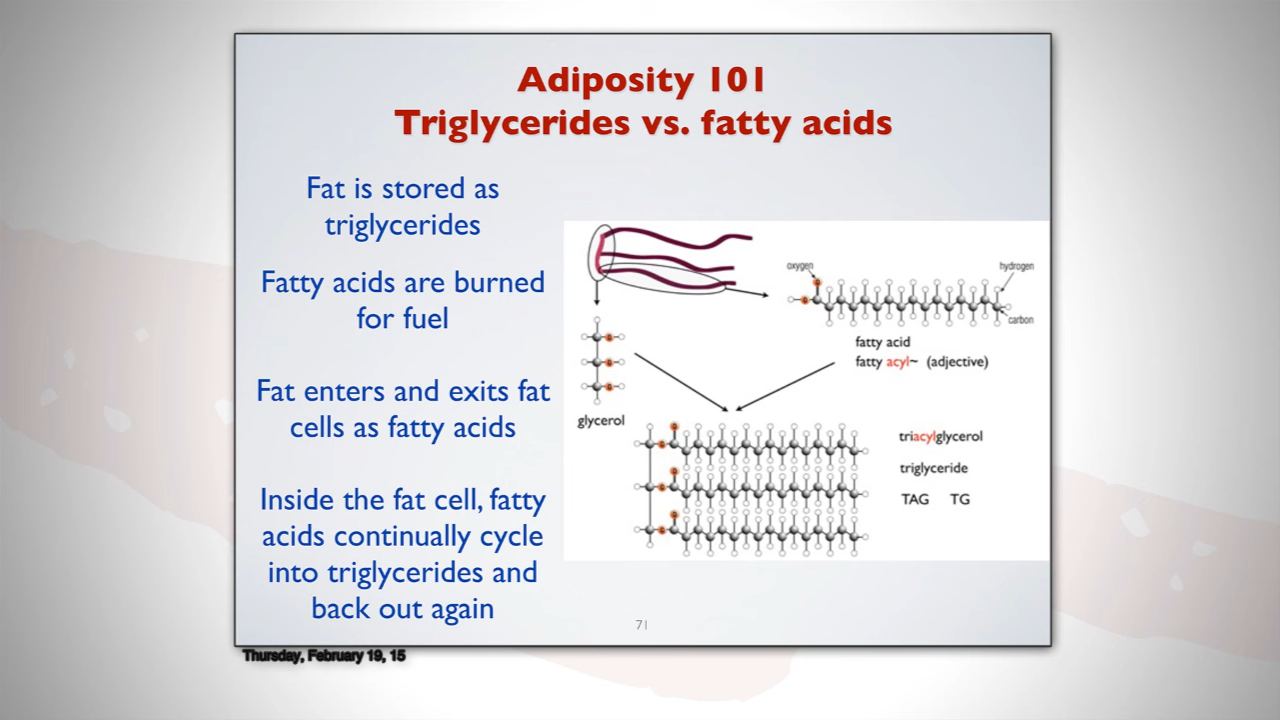 Adiposity 101
Triglycerides vs. fatty acids
Fat is stored as
triglycerides
Fatty acids are burned
for fuel
Fat enters and exits fat
cells as fatty acids
Inside the fat cell, fatty
acids continually cycle
into triglycerides and
back out again
oxygen
hydrogen
carbon
fatty acid
fatty acyl~ (adjective)
glycerol
triacylglycerol
triglyceride
TAG TG
71
Thursday, February 19, 15